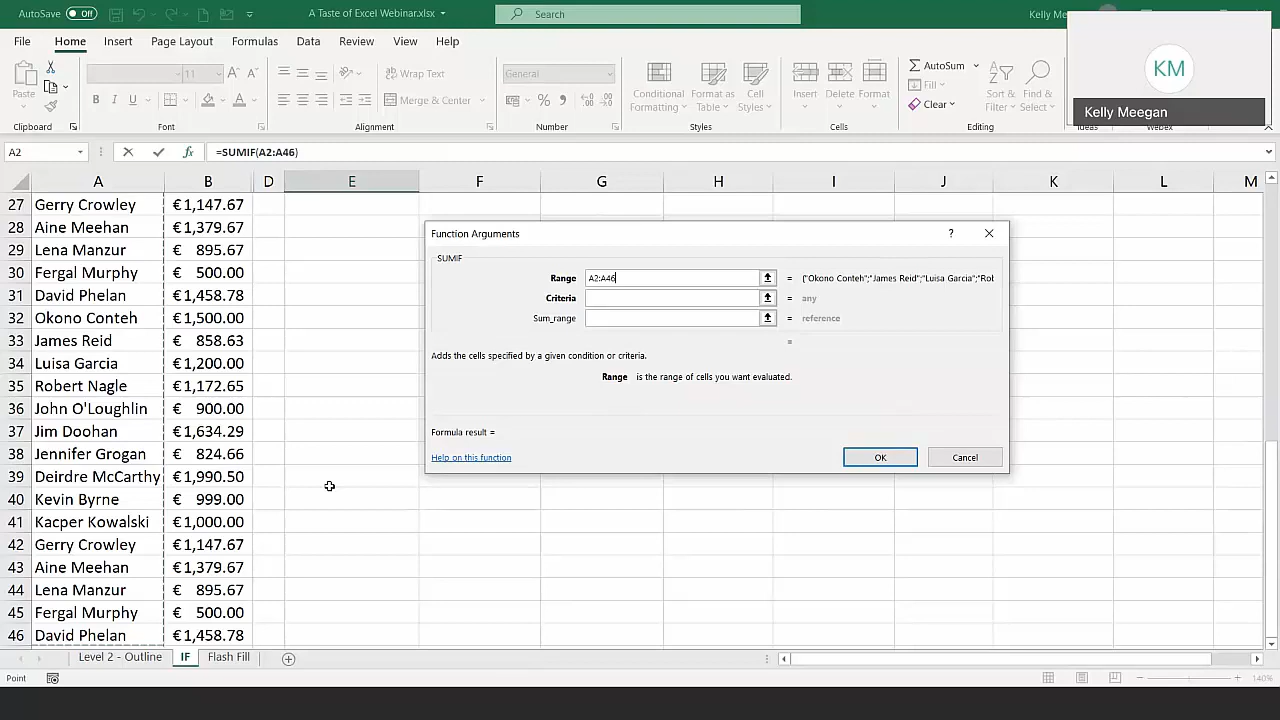 AutoSave Off A Taste of Excel Webinar.xlsx Search Kelly Me
File Home Insert Page Layout Formulas Data Review View Help
KM
Kelly Meegan
Paste 11 Wrap Text General Conditional Formatting Format as Table Cell Styles Insert Delete Format AutoSum Fill Clear Sort & Filter Find & Select
B I U Merge & Center
Clipboard Font Alignment Number Styles Cells Editing Ideas Webex
A2 fx =SUMIF(A2:A46)
A B D E F G H I J K L M
27 Gerry Crowley € 1,147.67
28 Aine Meehan € 1,379.67
29 Lena Manzur € 895.67
30 Fergal Murphy € 500.00
31 David Phelan € 1,458.78
32 Okono Conteh € 1,500.00
33 James Reid € 858.63
34 Luisa Garcia € 1,200.00
35 Robert Nagle € 1,172.65
36 John O'Loughlin € 900.00
37 Jim Doohan € 1,634.29
38 Jennifer Grogan € 824.66
39 Deirdre McCarthy € 1,990.50
40 Kevin Byrne € 999.00
41 Kacper Kowalski € 1,000.00
42 Gerry Crowley € 1,147.67
43 Aine Meehan € 1,379.67
44 Lena Manzur € 895.67
45 Fergal Murphy € 500.00
46 David Phelan € 1,458.78
Function Arguments ?
SUMIF
Range A2:A46 = {"Okono Conteh";"James Reid";"Luisa Garcia";"Rol
Criteria = any
Sum_range = reference
=
Adds the cells specified by a given condition or criteria.
Range is the range of cells you want evaluated.
Formula result =
Help on this function OK Cancel
Level 2 - Outline IF Flash Fill
Point 140%